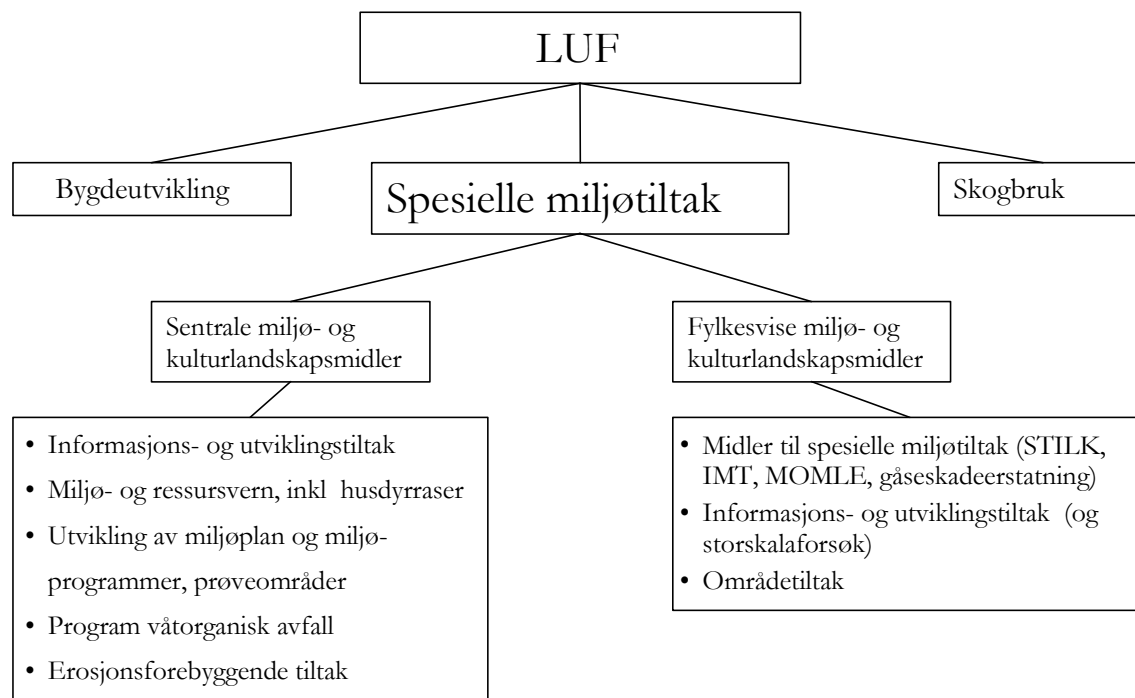 LUF
Bygdeutvikling
Spesielle miljøtiltak
Skogbruk
Sentrale miljø- og
kulturlandskapsmidler
Fylkesvise miljø- og
kulturlandskapsmidler
• Informasjons- og utviklingstiltak
• Miljø- og ressursvern, inkl husdyrraser
• Utvikling av miljøplan og miljø-
programmer, prøveområder
• Program våtorganisk avfall
• Erosjonsforebyggende tiltak
• Midler til spesielle miljøtiltak (STILK,
IMT, MOMLE, gåseskadeerstatning)
• Informasjons- og utviklingstiltak (og
storskalaforsøk)
• Områdetiltak